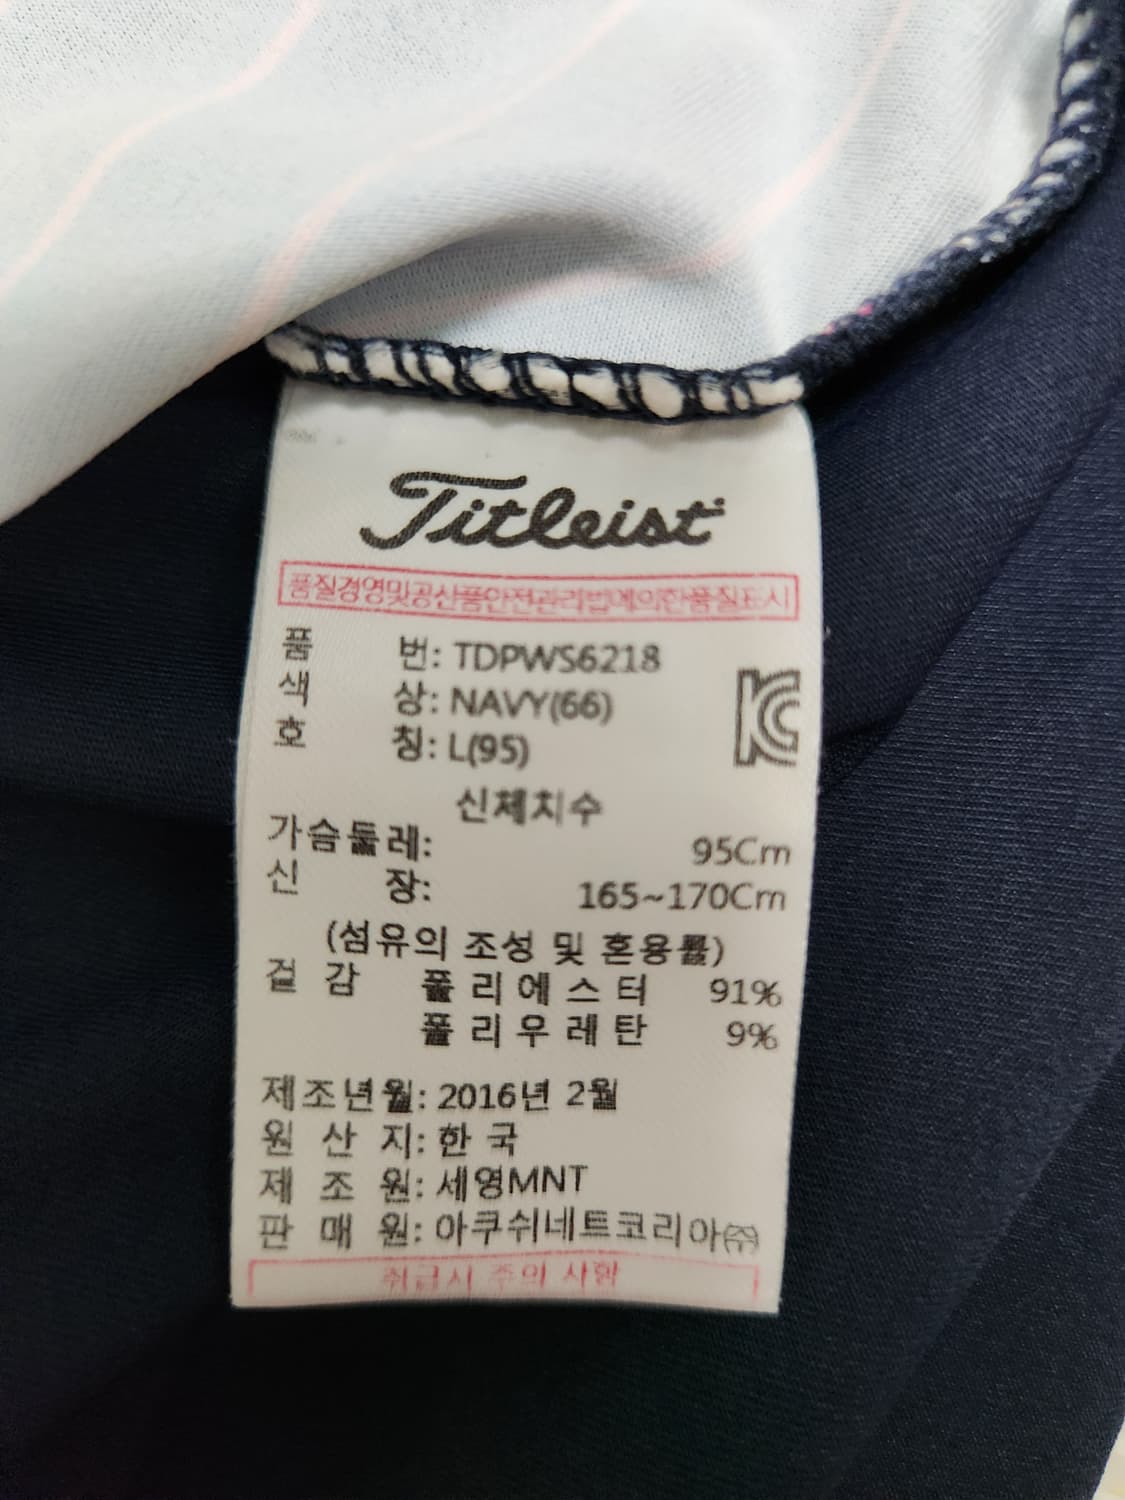 Titleist
품질경영및공산품안전관리법에의한품질표시
품 번: TDPWS6218
색 상: NAVY(66)
호 칭: L(95)
신체치수
가슴둘레: 95Cm
신 장: 165~170Cm
(섬유의 조성 및 혼용률)
겉 감 폴리에스터 91%
폴리우레탄 9%
제조년월: 2016년 2월
원 산 지: 한 국
제 조 원: 세영MNT
판 매 원: 아쿠쉬네트코리아㈜
취급시 주의 사항